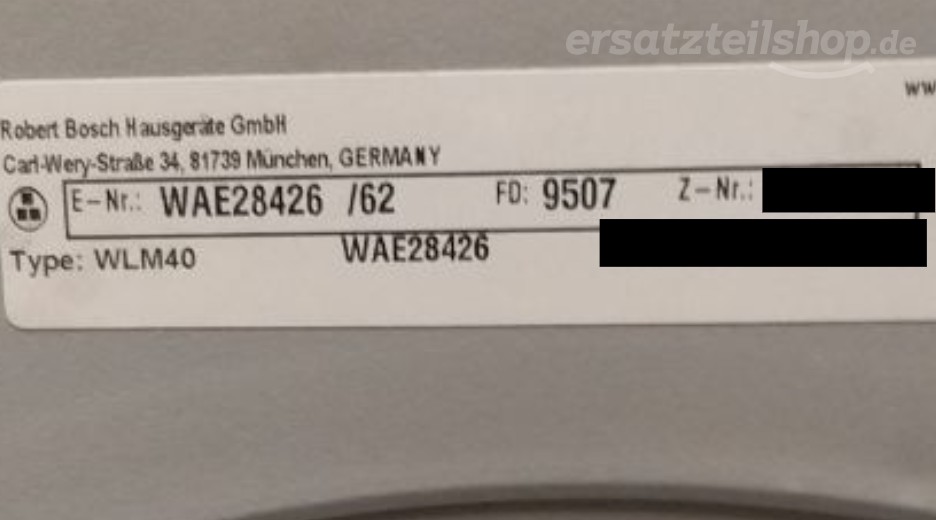 ersatzteilshop.de
ww
Robert Bosch Hausgeräte GmbH
Carl-Wery-Straße 34, 81739 München, GERMANY
E-Nr.: WAE28426 /62 FD: 9507 Z-Nr.:
Type: WLM40 WAE28426